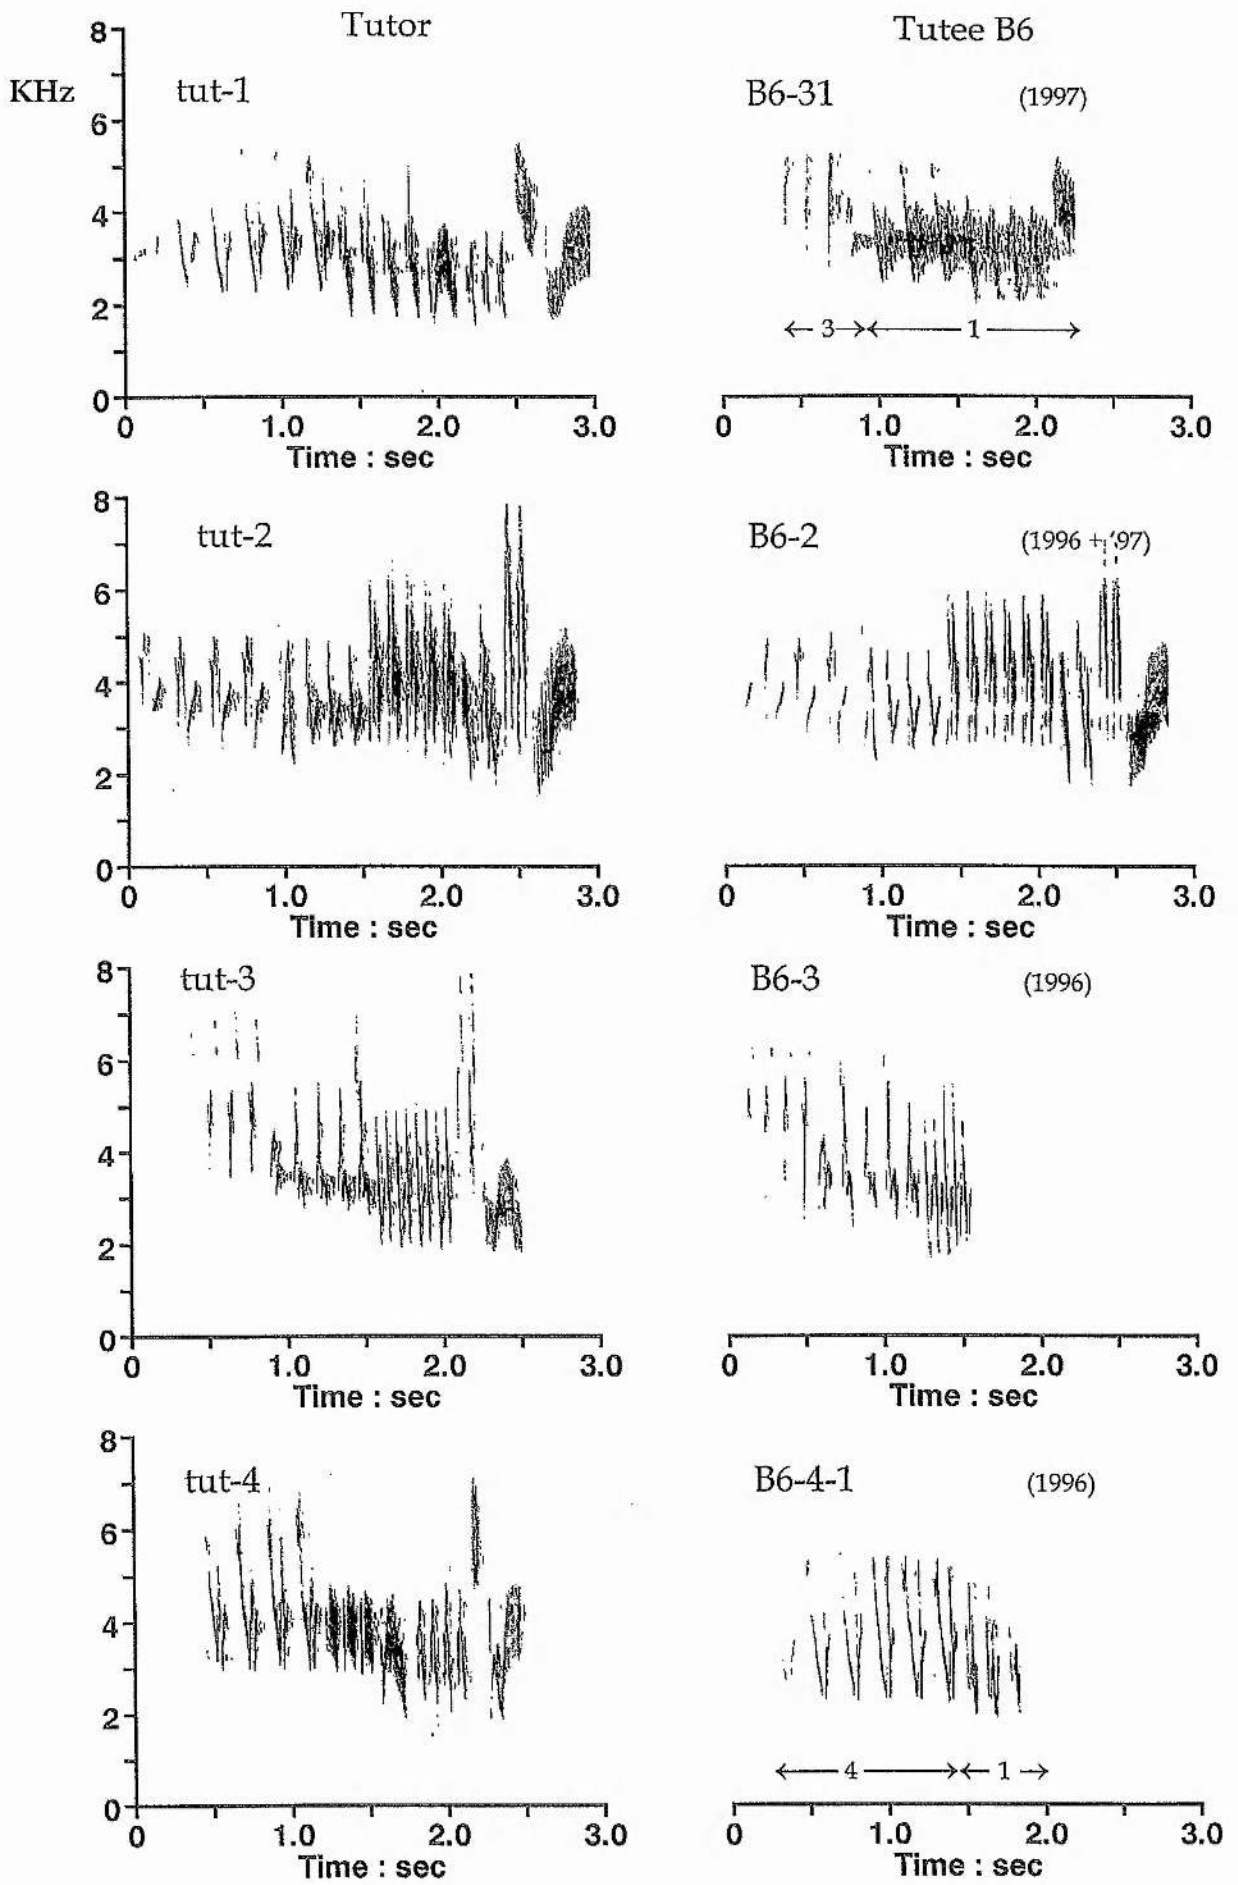 Tutor Tutee B6
8
KHz tut-1 B6-31 (1997)
6
4
2 3 1
0
0 1.0 2.0 3.0 0 1.0 2.0 3.0
Time : sec Time : sec
8
tut-2 B6-2 (1996 + '97)
6
4
2
0
0 1.0 2.0 3.0 0 1.0 2.0 3.0
Time : sec Time : sec
8
tut-3 B6-3 (1996)
6
4
2
0
0 1.0 2.0 3.0 0 1.0 2.0 3.0
Time : sec Time : sec
8
tut-4 B6-4-1 (1996)
6
4
2
4 1
0
0 1.0 2.0 3.0 0 1.0 2.0 3.0
Time : sec Time : sec